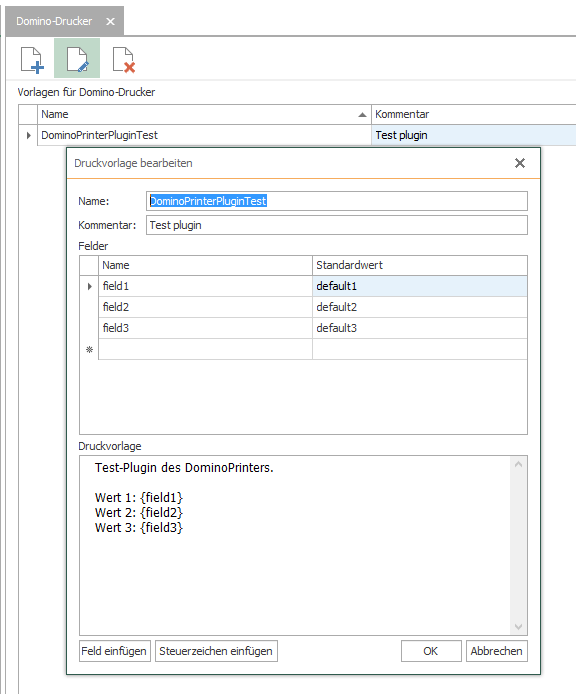 Domino-Drucker
Vorlagen für Domino-Drucker
Name Kommentar
DominoPrinterPluginTest Test plugin
Druckvorlage bearbeiten
Name: DominoPrinterPluginTest
Kommentar: Test plugin
Felder
Name Standardwert
field1 default1
field2 default2
field3 default3
Druckvorlage
Test-Plugin des DominoPrinters.
Wert 1: {field1}
Wert 2: {field2}
Wert 3: {field3}
Feld einfügen Steuerzeichen einfügen OK Abbrechen